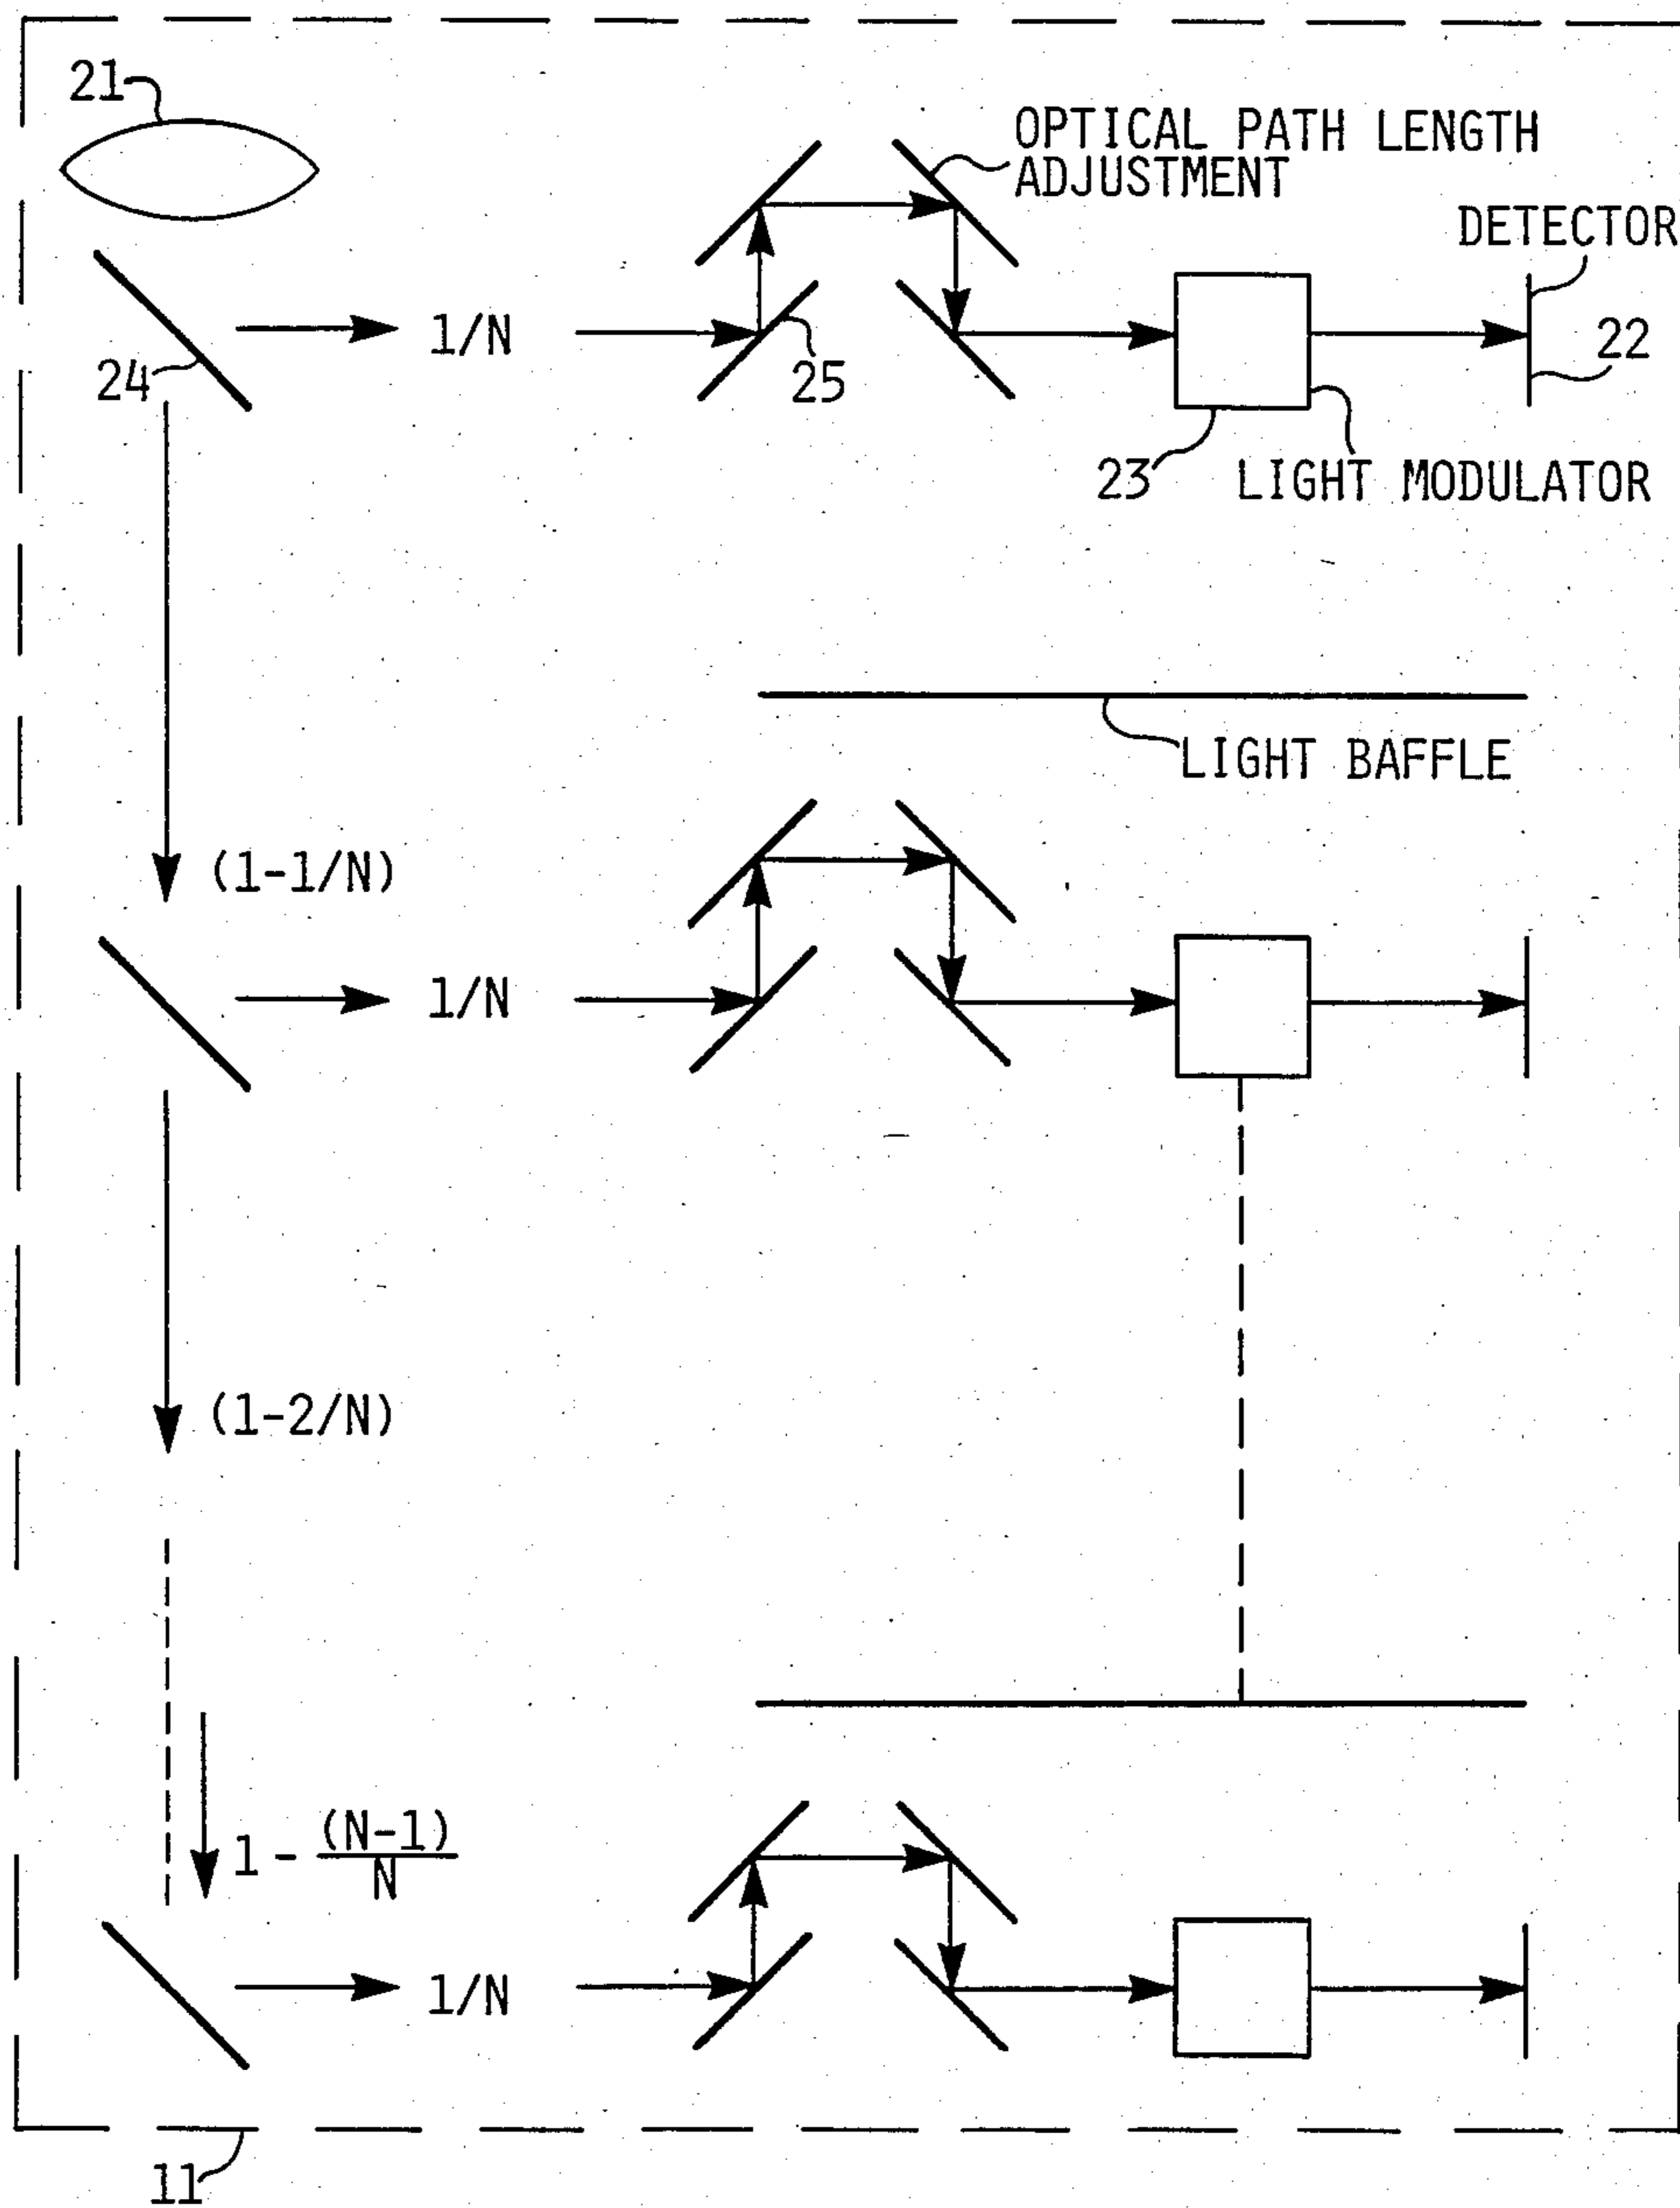 21
OPTICAL PATH LENGTH
ADJUSTMENT
DETECTOR
24
1/N
25
22
23
LIGHT MODULATOR
LIGHT BAFFLE
(1-1/N)
1/N
(1-2/N)
1 - (N-1)
N
1/N
11